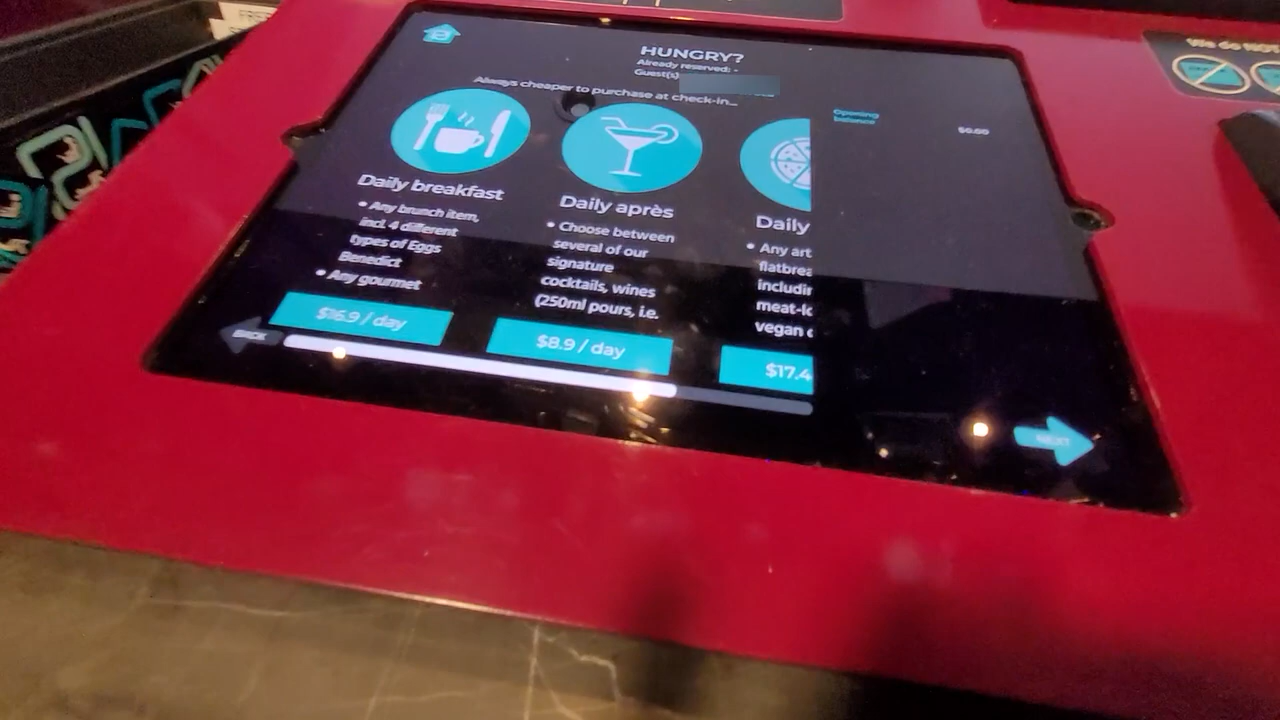 We do NOT
HUNGRY?
Already reserved: -
Guest(s)
Always cheaper to purchase at check-in...
Opening
balance
$0.00
Daily breakfast
• Any brunch item,
incl. 4 different
types of Eggs
Benedict
• Any gourmet
$16.9 / day
Daily après
• Choose between
several of our
signature
cocktails, wines
(250ml pours, i.e.
$8.9 / day
Daily
• Any art
flatbrea
includin
meat-lo
vegan
$17.4
BACK
NEXT